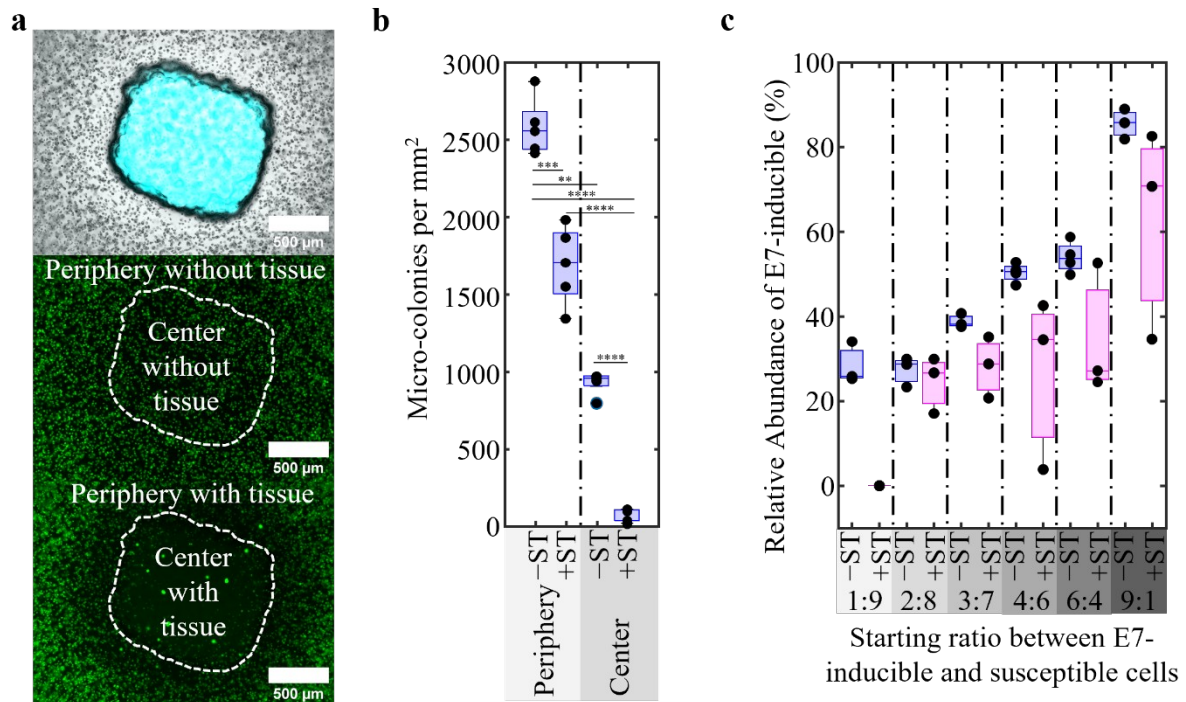 a
500 µm
Periphery without tissue
Center
without
tissue
500 µm
Periphery with tissue
Center
with
tissue
500 µm
b
Micro-colonies per mm²
3000
2500
2000
1500
1000
500
0
***
**
****
****
****
−ST
+ST
−ST
+ST
Periphery
Center
c
Relative Abundance of E7-inducible (%)
100
80
60
40
20
0
−ST
+ST
−ST
+ST
−ST
+ST
−ST
+ST
−ST
+ST
−ST
+ST
1:9
2:8
3:7
4:6
6:4
9:1
Starting ratio between E7-
inducible and susceptible cells